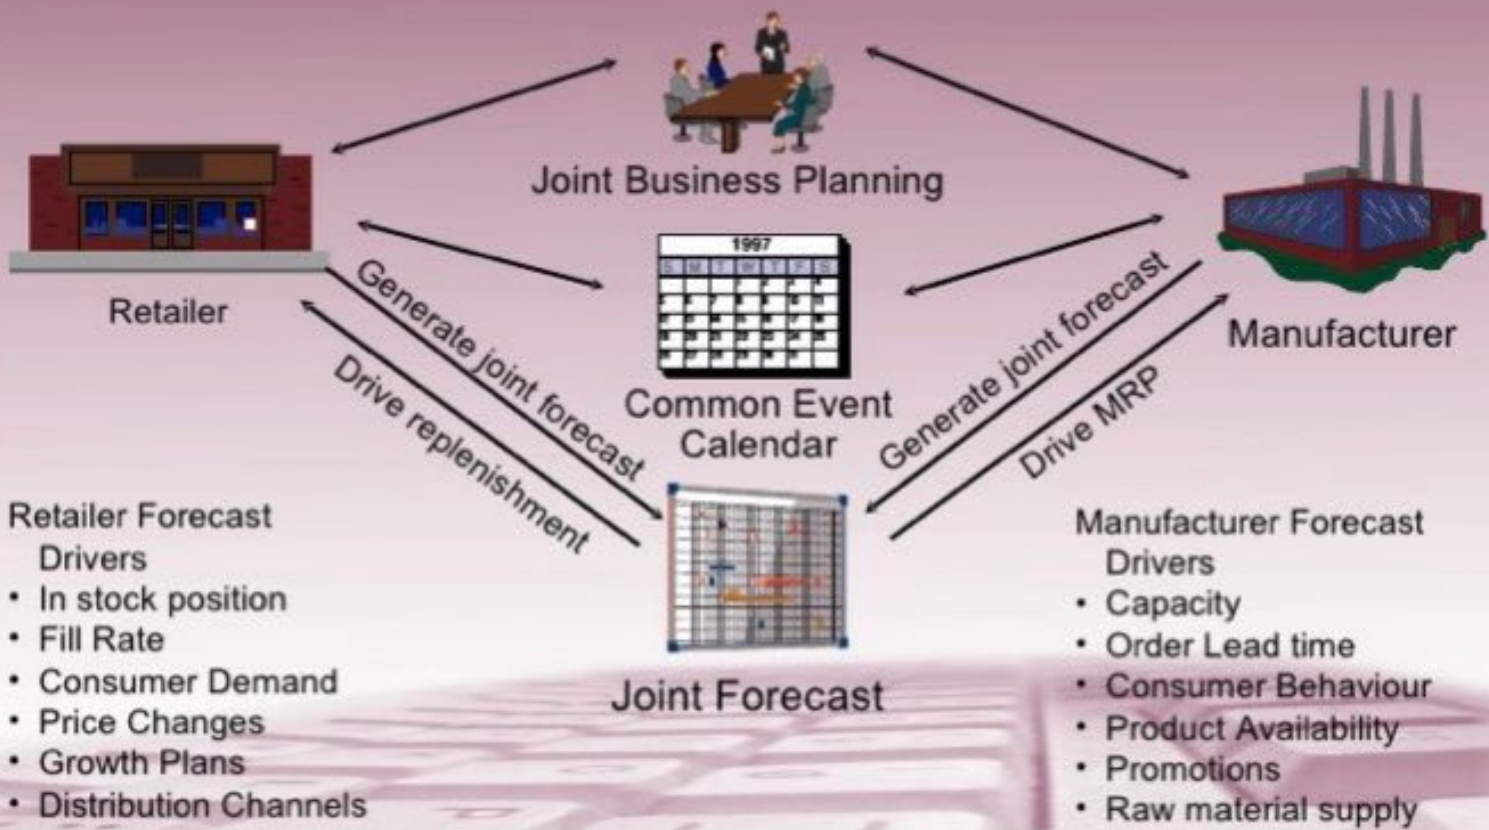 Joint Business Planning
Retailer
Manufacturer
1997
S M T W T F S
Common Event
Calendar
Generate joint forecast
Drive replenishment
Generate joint forecast
Drive MRP
Joint Forecast
Retailer Forecast
Drivers
• In stock position
• Fill Rate
• Consumer Demand
• Price Changes
• Growth Plans
• Distribution Channels
Manufacturer Forecast
Drivers
• Capacity
• Order Lead time
• Consumer Behaviour
• Product Availability
• Promotions
• Raw material supply